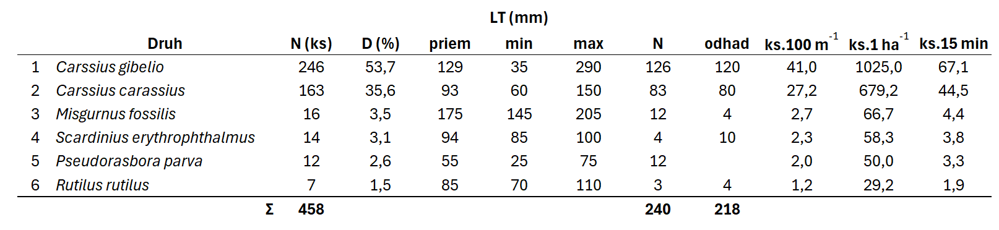 LT (mm)
Druh N (ks) D (%) priem min max N odhad ks.100 m⁻¹ ks.1 ha⁻¹ ks.15 min
1 Carssius gibelio 246 53,7 129 35 290 126 120 41,0 1025,0 67,1
2 Carssius carassius 163 35,6 93 60 150 83 80 27,2 679,2 44,5
3 Misgurnus fossilis 16 3,5 175 145 205 12 4 2,7 66,7 4,4
4 Scardinius erythrophthalmus 14 3,1 94 85 100 4 10 2,3 58,3 3,8
5 Pseudorasbora parva 12 2,6 55 25 75 12 2,0 50,0 3,3
6 Rutilus rutilus 7 1,5 85 70 110 3 4 1,2 29,2 1,9
Σ 458 240 218